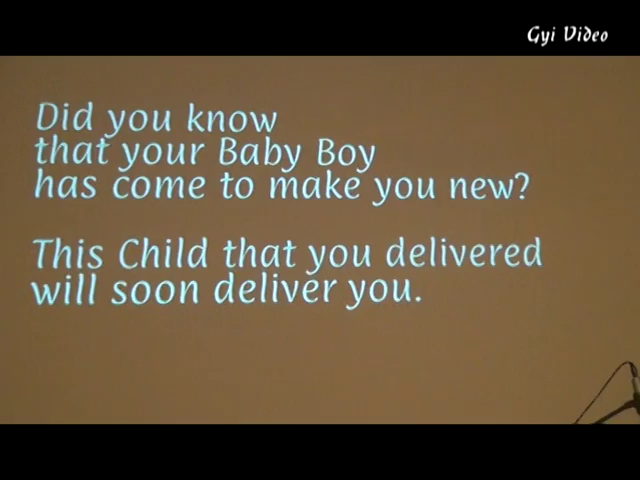 Gyi Video
Did you know
that your Baby Boy
has come to make you new?
This Child that you delivered
will soon deliver you.